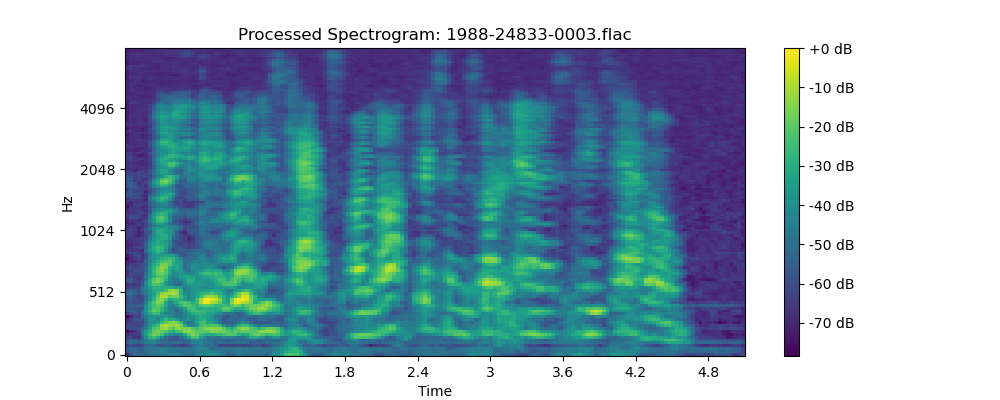 Processed Spectrogram: 1988-24833-0003.flac
Hz
4096
2048
1024
512
0
0 0.6 1.2 1.8 2.4 3 3.6 4.2 4.8
Time
+0 dB
-10 dB
-20 dB
-30 dB
-40 dB
-50 dB
-60 dB
-70 dB